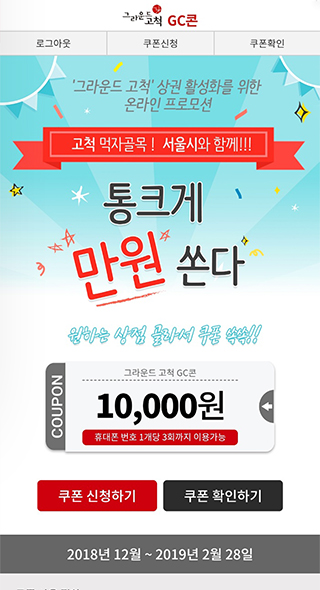 그라운드 고척 GC콘
로그아웃 쿠폰신청 쿠폰확인
'그라운드 고척' 상권 활성화를 위한
온라인 프로모션
고척 먹자골목! 서울시와 함께!!!
통크게
만원 쏜다
원하는 상점 골라서 쿠폰 쏙쏙!!
COUPON
그라운드 고척 GC콘
10,000원
휴대폰 번호 1개당 3회까지 이용가능
쿠폰 신청하기 쿠폰 확인하기
2018년 12월 ~ 2019년 2월 28일